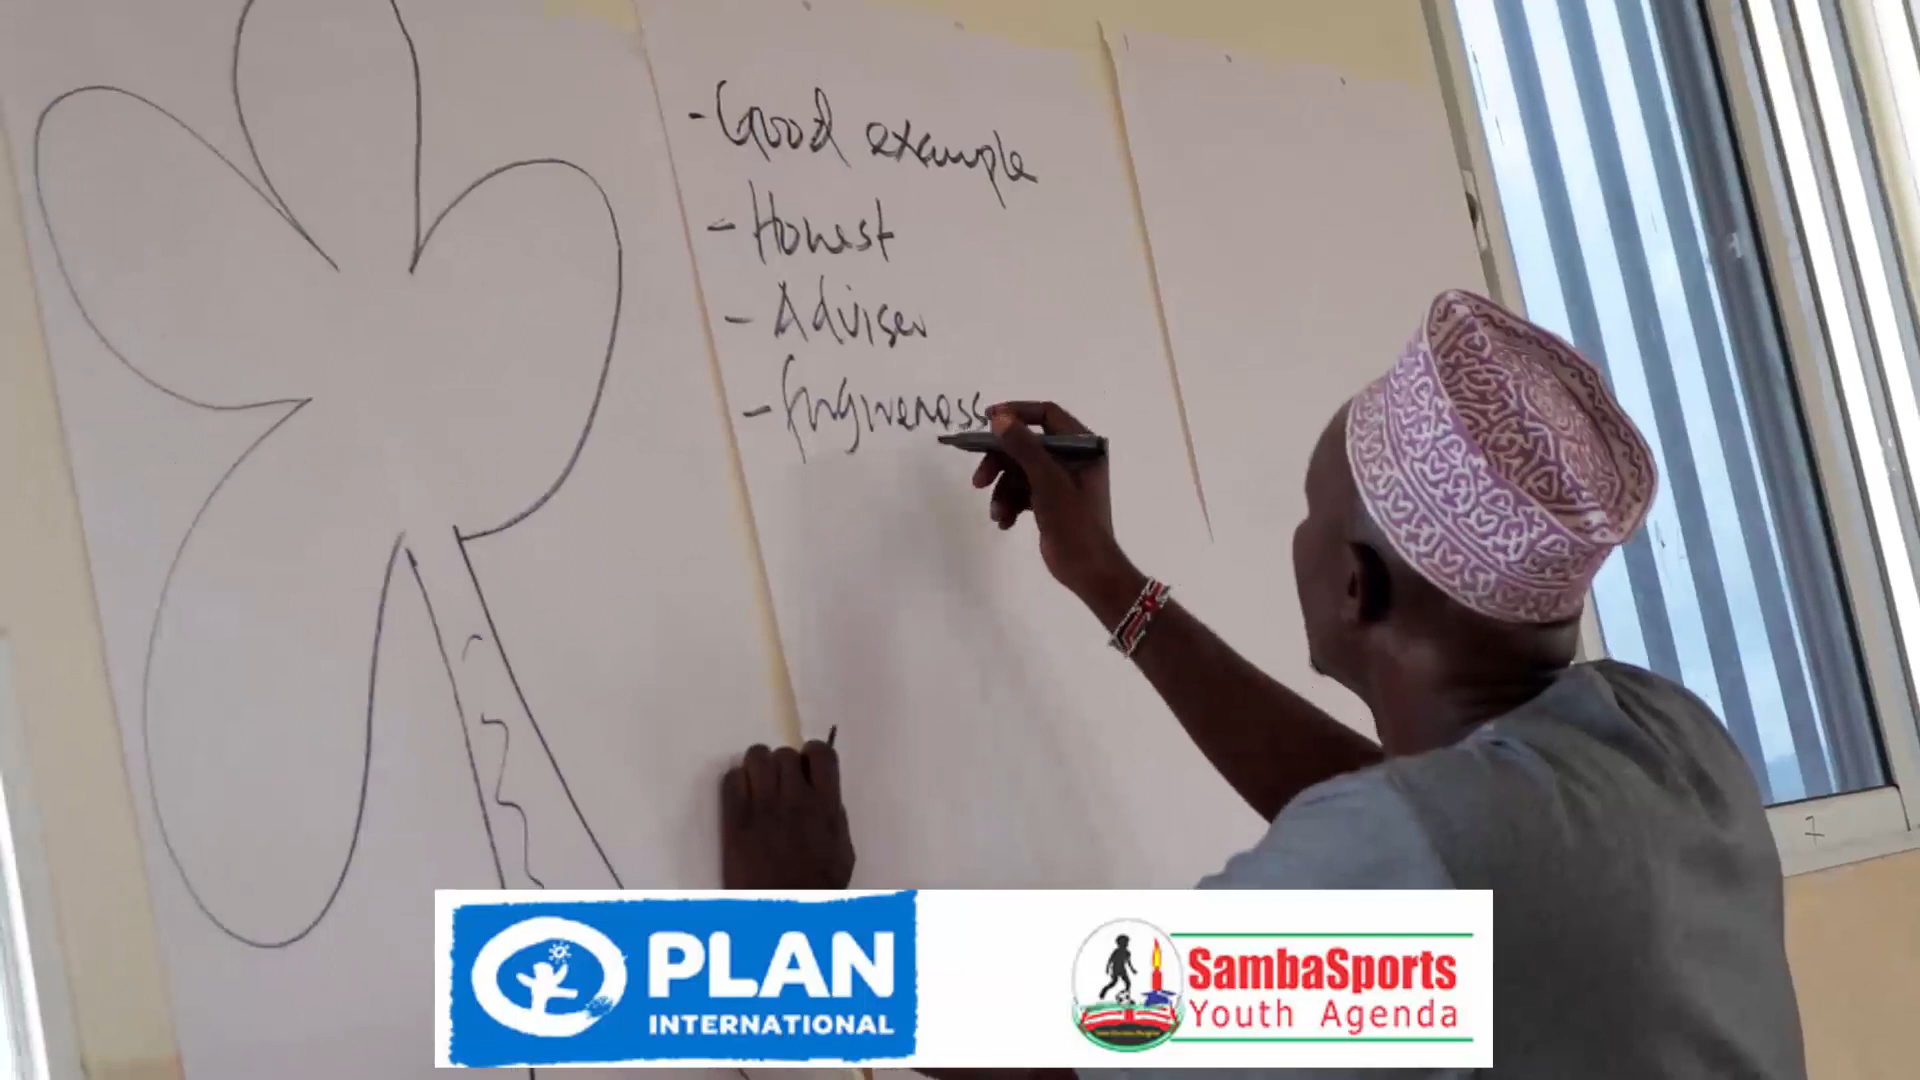 - Good example
- Honest
- Adviser
- forgiveness
PLAN
INTERNATIONAL
SambaSports
Youth Agenda